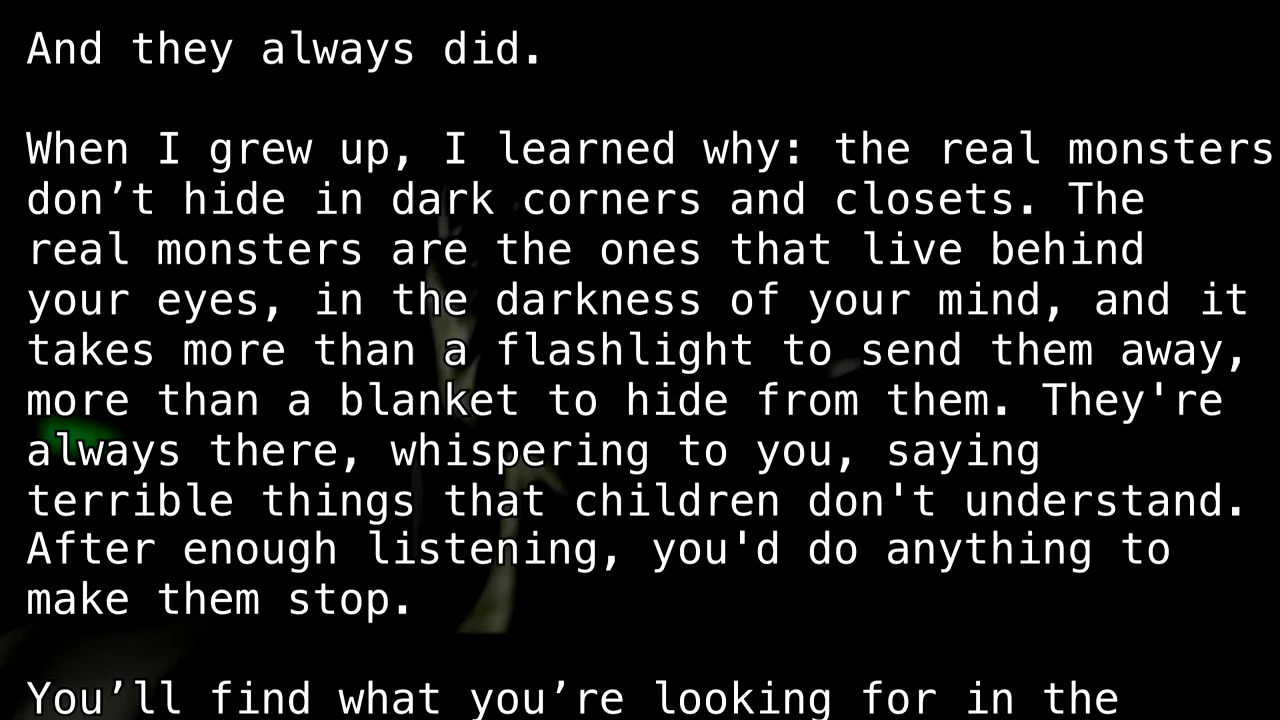 And they always did.
When I grew up, I learned why: the real monsters
don’t hide in dark corners and closets. The
real monsters are the ones that live behind
your eyes, in the darkness of your mind, and it
takes more than a flashlight to send them away,
more than a blanket to hide from them. They're
always there, whispering to you, saying
terrible things that children don't understand.
After enough listening, you'd do anything to
make them stop.
You’ll find what you’re looking for in the